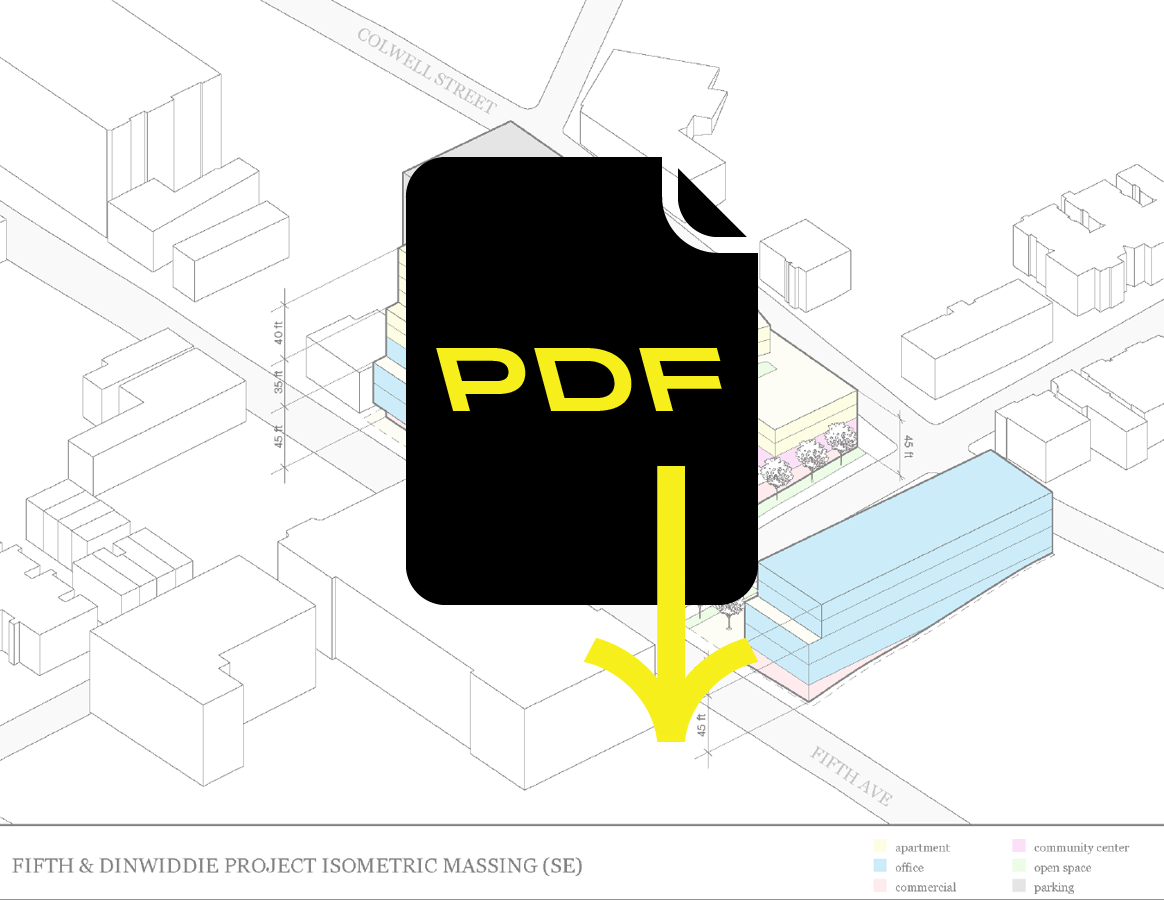 COLWELL STREET
40 ft
35 ft
45 ft
PDF
45 ft
45 ft
FIFTH AVE
FIFTH & DINWIDDIE PROJECT ISOMETRIC MASSING (SE)
apartment
office
commercial
community center
open space
parking